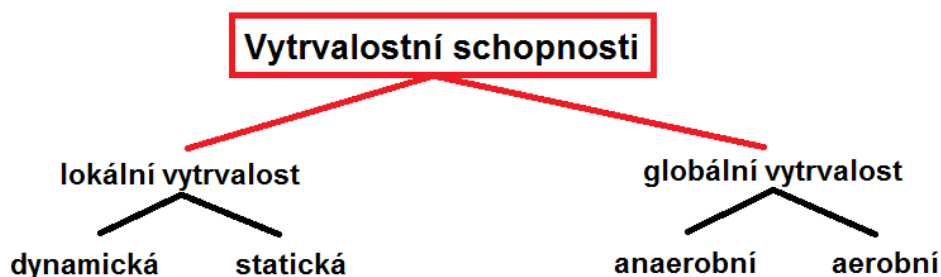 Vytrvalostní schopnosti
lokální vytrvalost
globální vytrvalost
dynamická
statická
anaerobní
aerobní